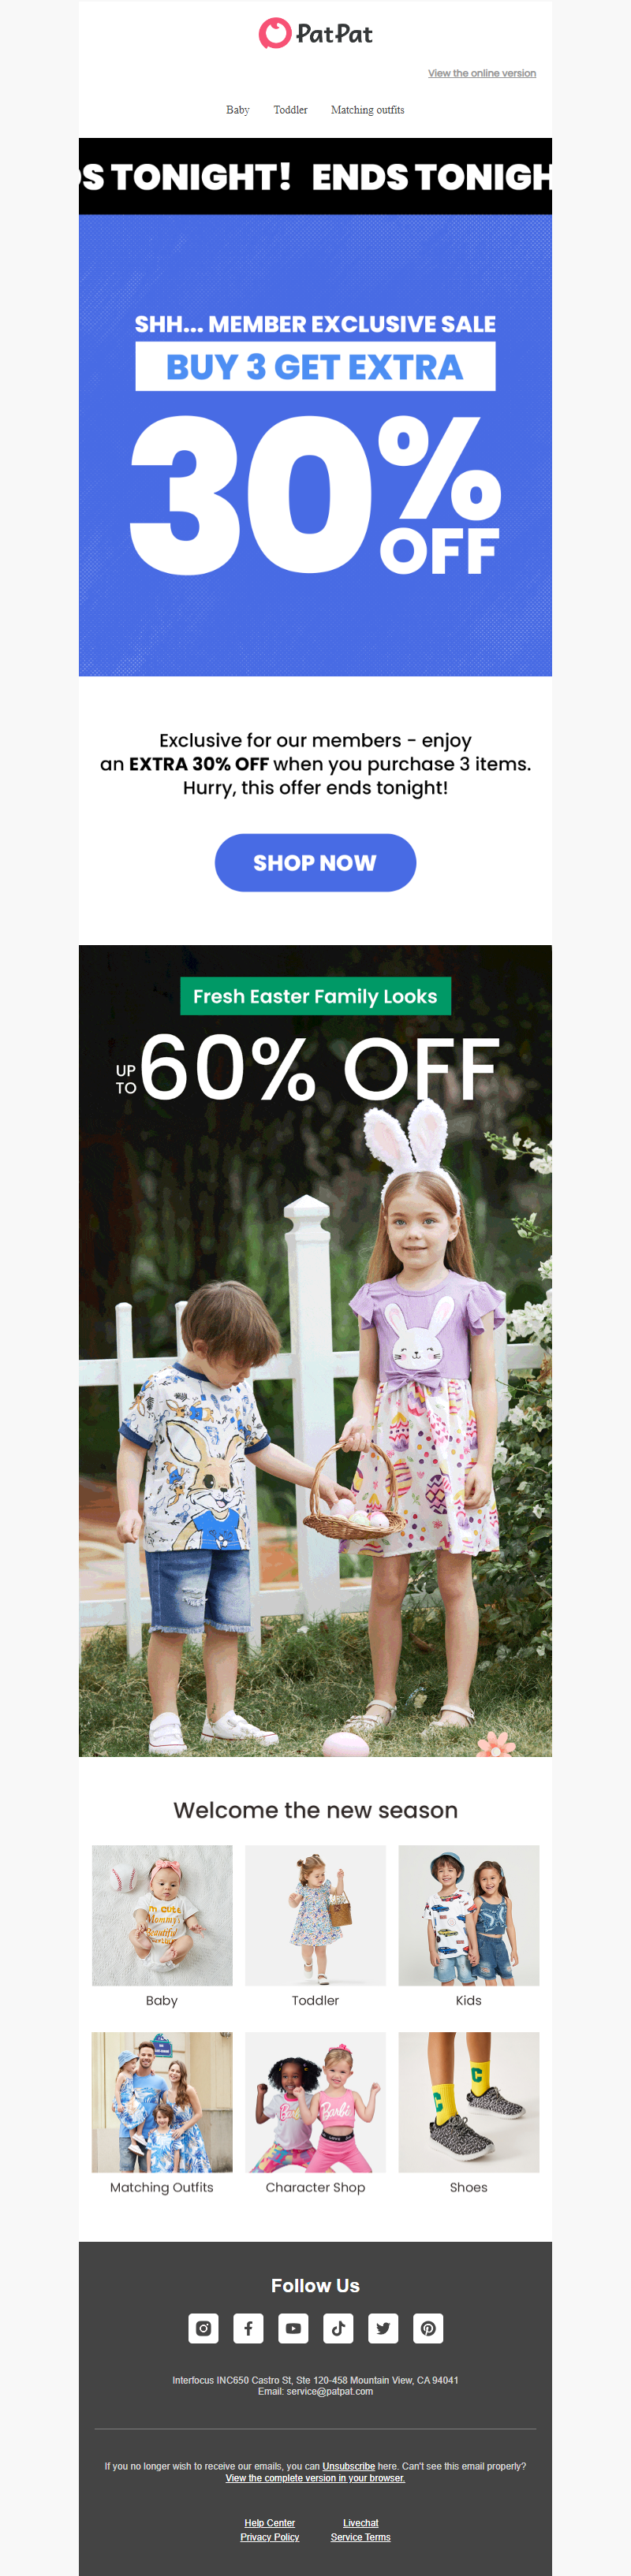 PatPat
View the online version
Baby Toddler Matching outfits
S TONIGHT! ENDS TONIGH
SHH... MEMBER EXCLUSIVE SALE
BUY 3 GET EXTRA
30%
OFF
Exclusive for our members - enjoy
an EXTRA 30% OFF when you purchase 3 items.
Hurry, this offer ends tonight!
SHOP NOW
Fresh Easter Family Looks
UP TO 60% OFF
Welcome the new season
Baby Toddler Kids
Barbie
Barbie
C
C
Matching Outfits Character Shop Shoes
Follow Us
Interfocus INC650 Castro St, Ste 120-458 Mountain View, CA 94041
Email: service@patpat.com
If you no longer wish to receive our emails, you can Unsubscribe here. Can't see this email properly?
View the complete version in your browser.
Help Center Livechat
Privacy Policy Service Terms